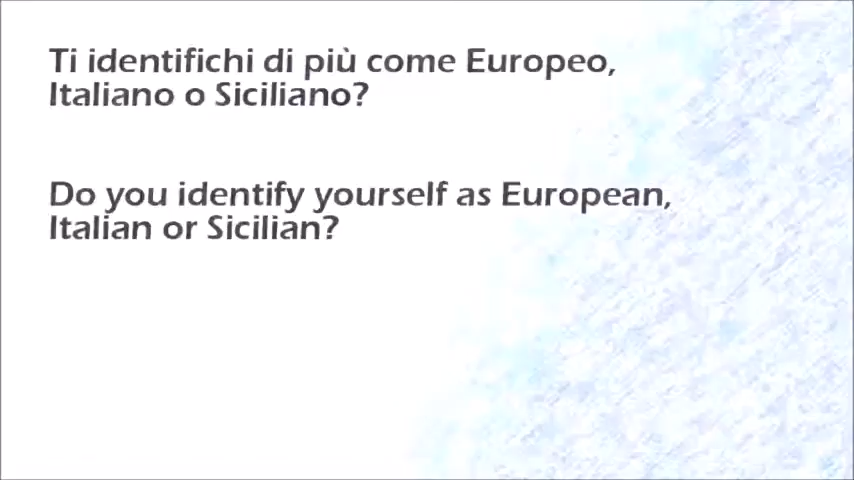 Ti identifichi di più come Europeo,
Italiano o Siciliano?
Do you identify yourself as European,
Italian or Sicilian?